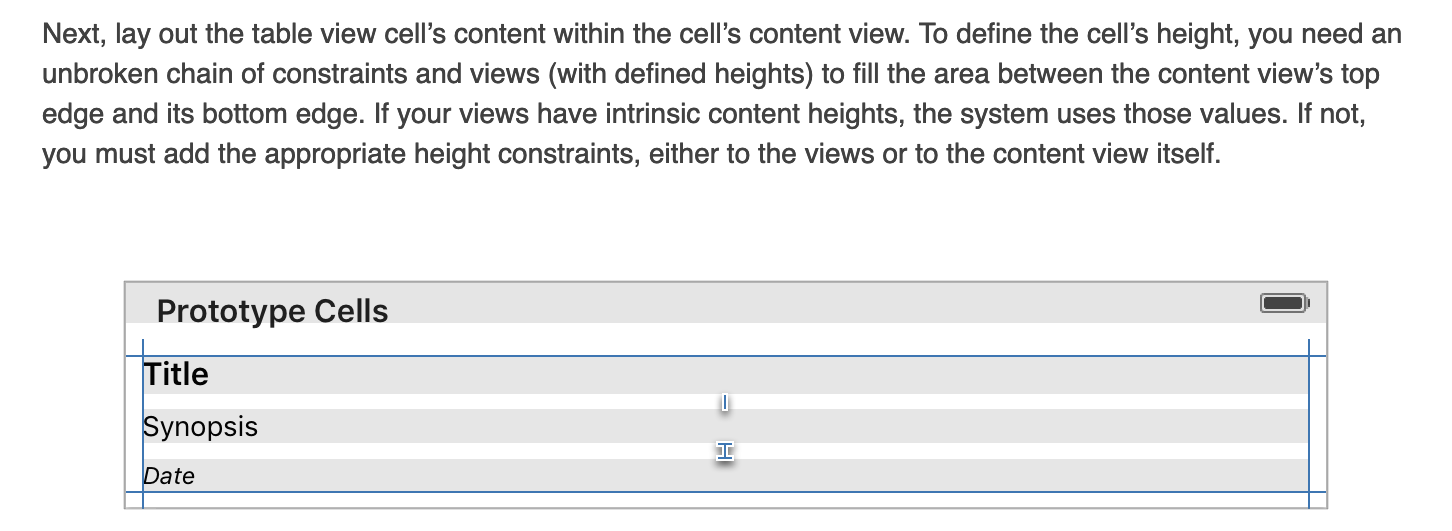 Next, lay out the table view cell’s content within the cell’s content view. To define the cell’s height, you need an
unbroken chain of constraints and views (with defined heights) to fill the area between the content view’s top
edge and its bottom edge. If your views have intrinsic content heights, the system uses those values. If not,
you must add the appropriate height constraints, either to the views or to the content view itself.
Prototype Cells
Title
Synopsis
Date